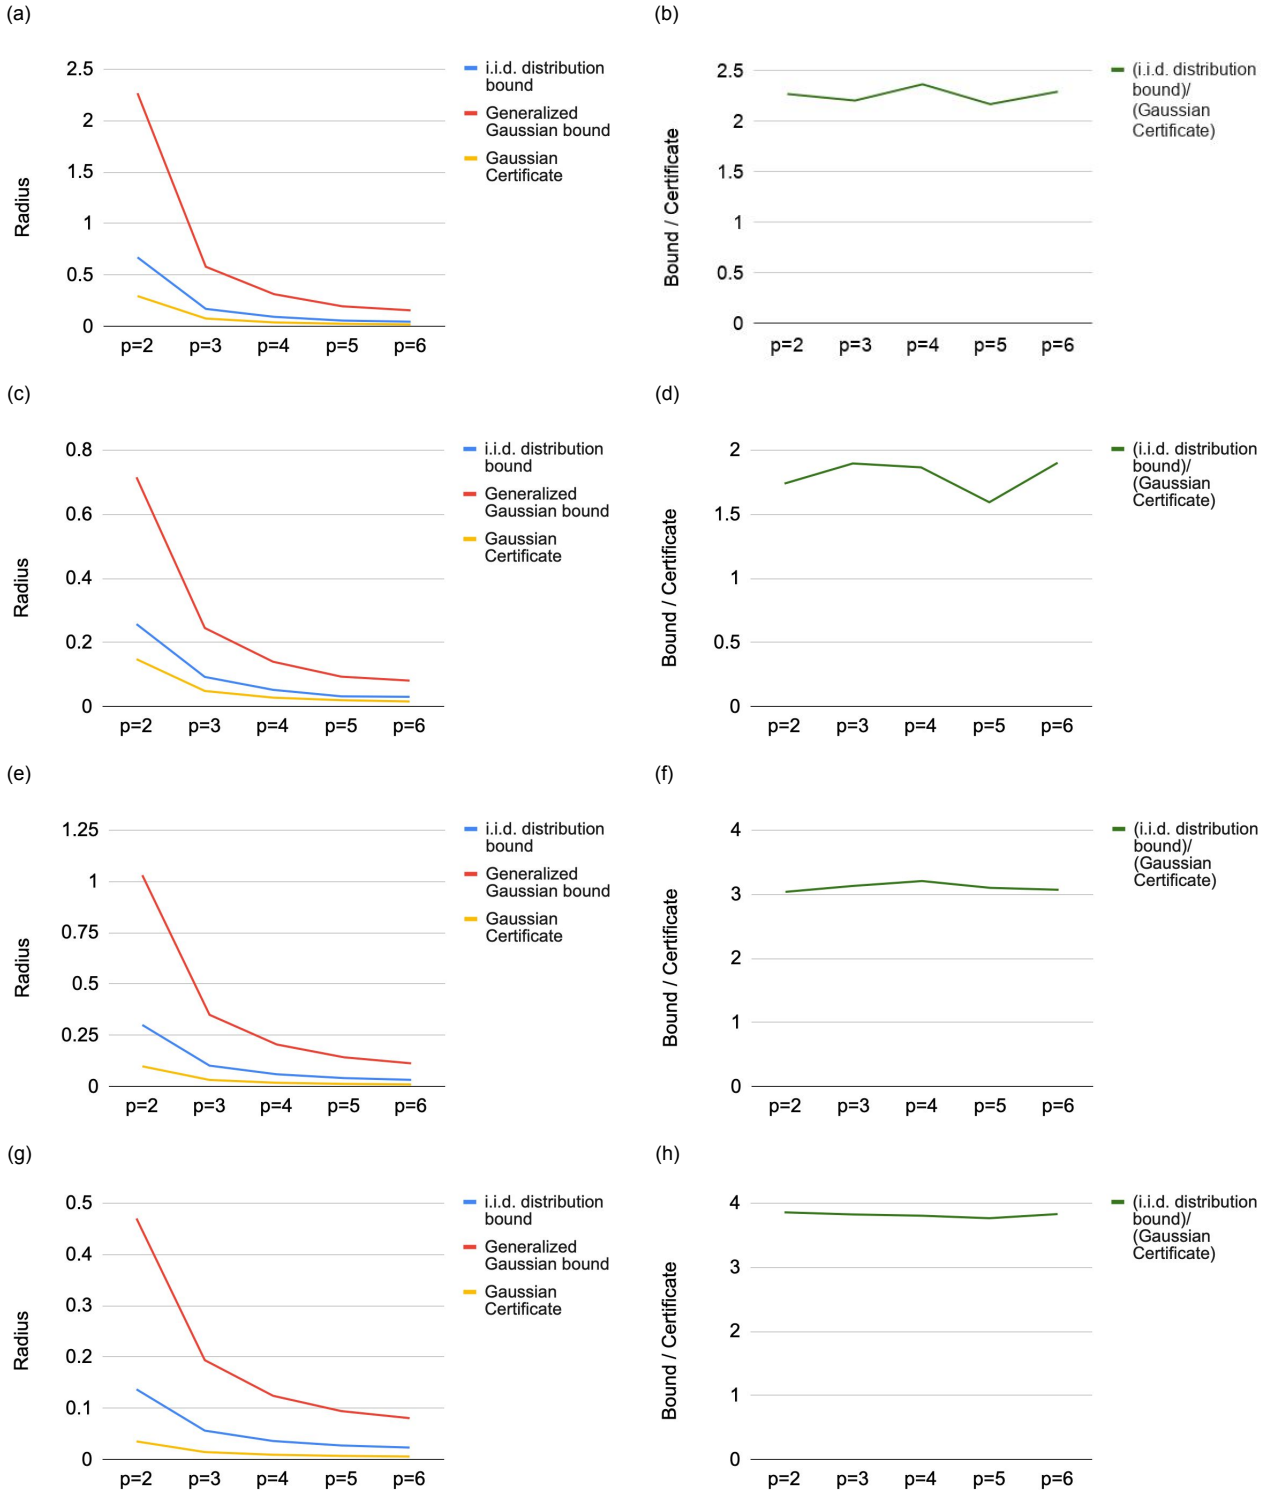 (a)
2.5
2
1.5
1
0.5
0
Radius
p=2 p=3 p=4 p=5 p=6
i.i.d. distribution
bound
Generalized
Gaussian bound
Gaussian
Certificate
(b)
2.5
2
1.5
1
0.5
0
Bound / Certificate
p=2 p=3 p=4 p=5 p=6
(i.i.d. distribution
bound)/
(Gaussian
Certificate)
(c)
0.8
0.6
0.4
0.2
0
Radius
p=2 p=3 p=4 p=5 p=6
i.i.d. distribution
bound
Generalized
Gaussian bound
Gaussian
Certificate
(d)
2
1.5
1
0.5
0
Bound / Certificate
p=2 p=3 p=4 p=5 p=6
(i.i.d. distribution
bound)/
(Gaussian
Certificate)
(e)
1.25
1
0.75
0.5
0.25
0
Radius
p=2 p=3 p=4 p=5 p=6
i.i.d. distribution
bound
Generalized
Gaussian bound
Gaussian
Certificate
(f)
4
3
2
1
0
Bound / Certificate
p=2 p=3 p=4 p=5 p=6
(i.i.d. distribution
bound)/
(Gaussian
Certificate)
(g)
0.5
0.4
0.3
0.2
0.1
0
Radius
p=2 p=3 p=4 p=5 p=6
i.i.d. distribution
bound
Generalized
Gaussian bound
Gaussian
Certificate
(h)
4
3
2
1
0
Bound / Certificate
p=2 p=3 p=4 p=5 p=6
(i.i.d. distribution
bound)/
(Gaussian
Certificate)